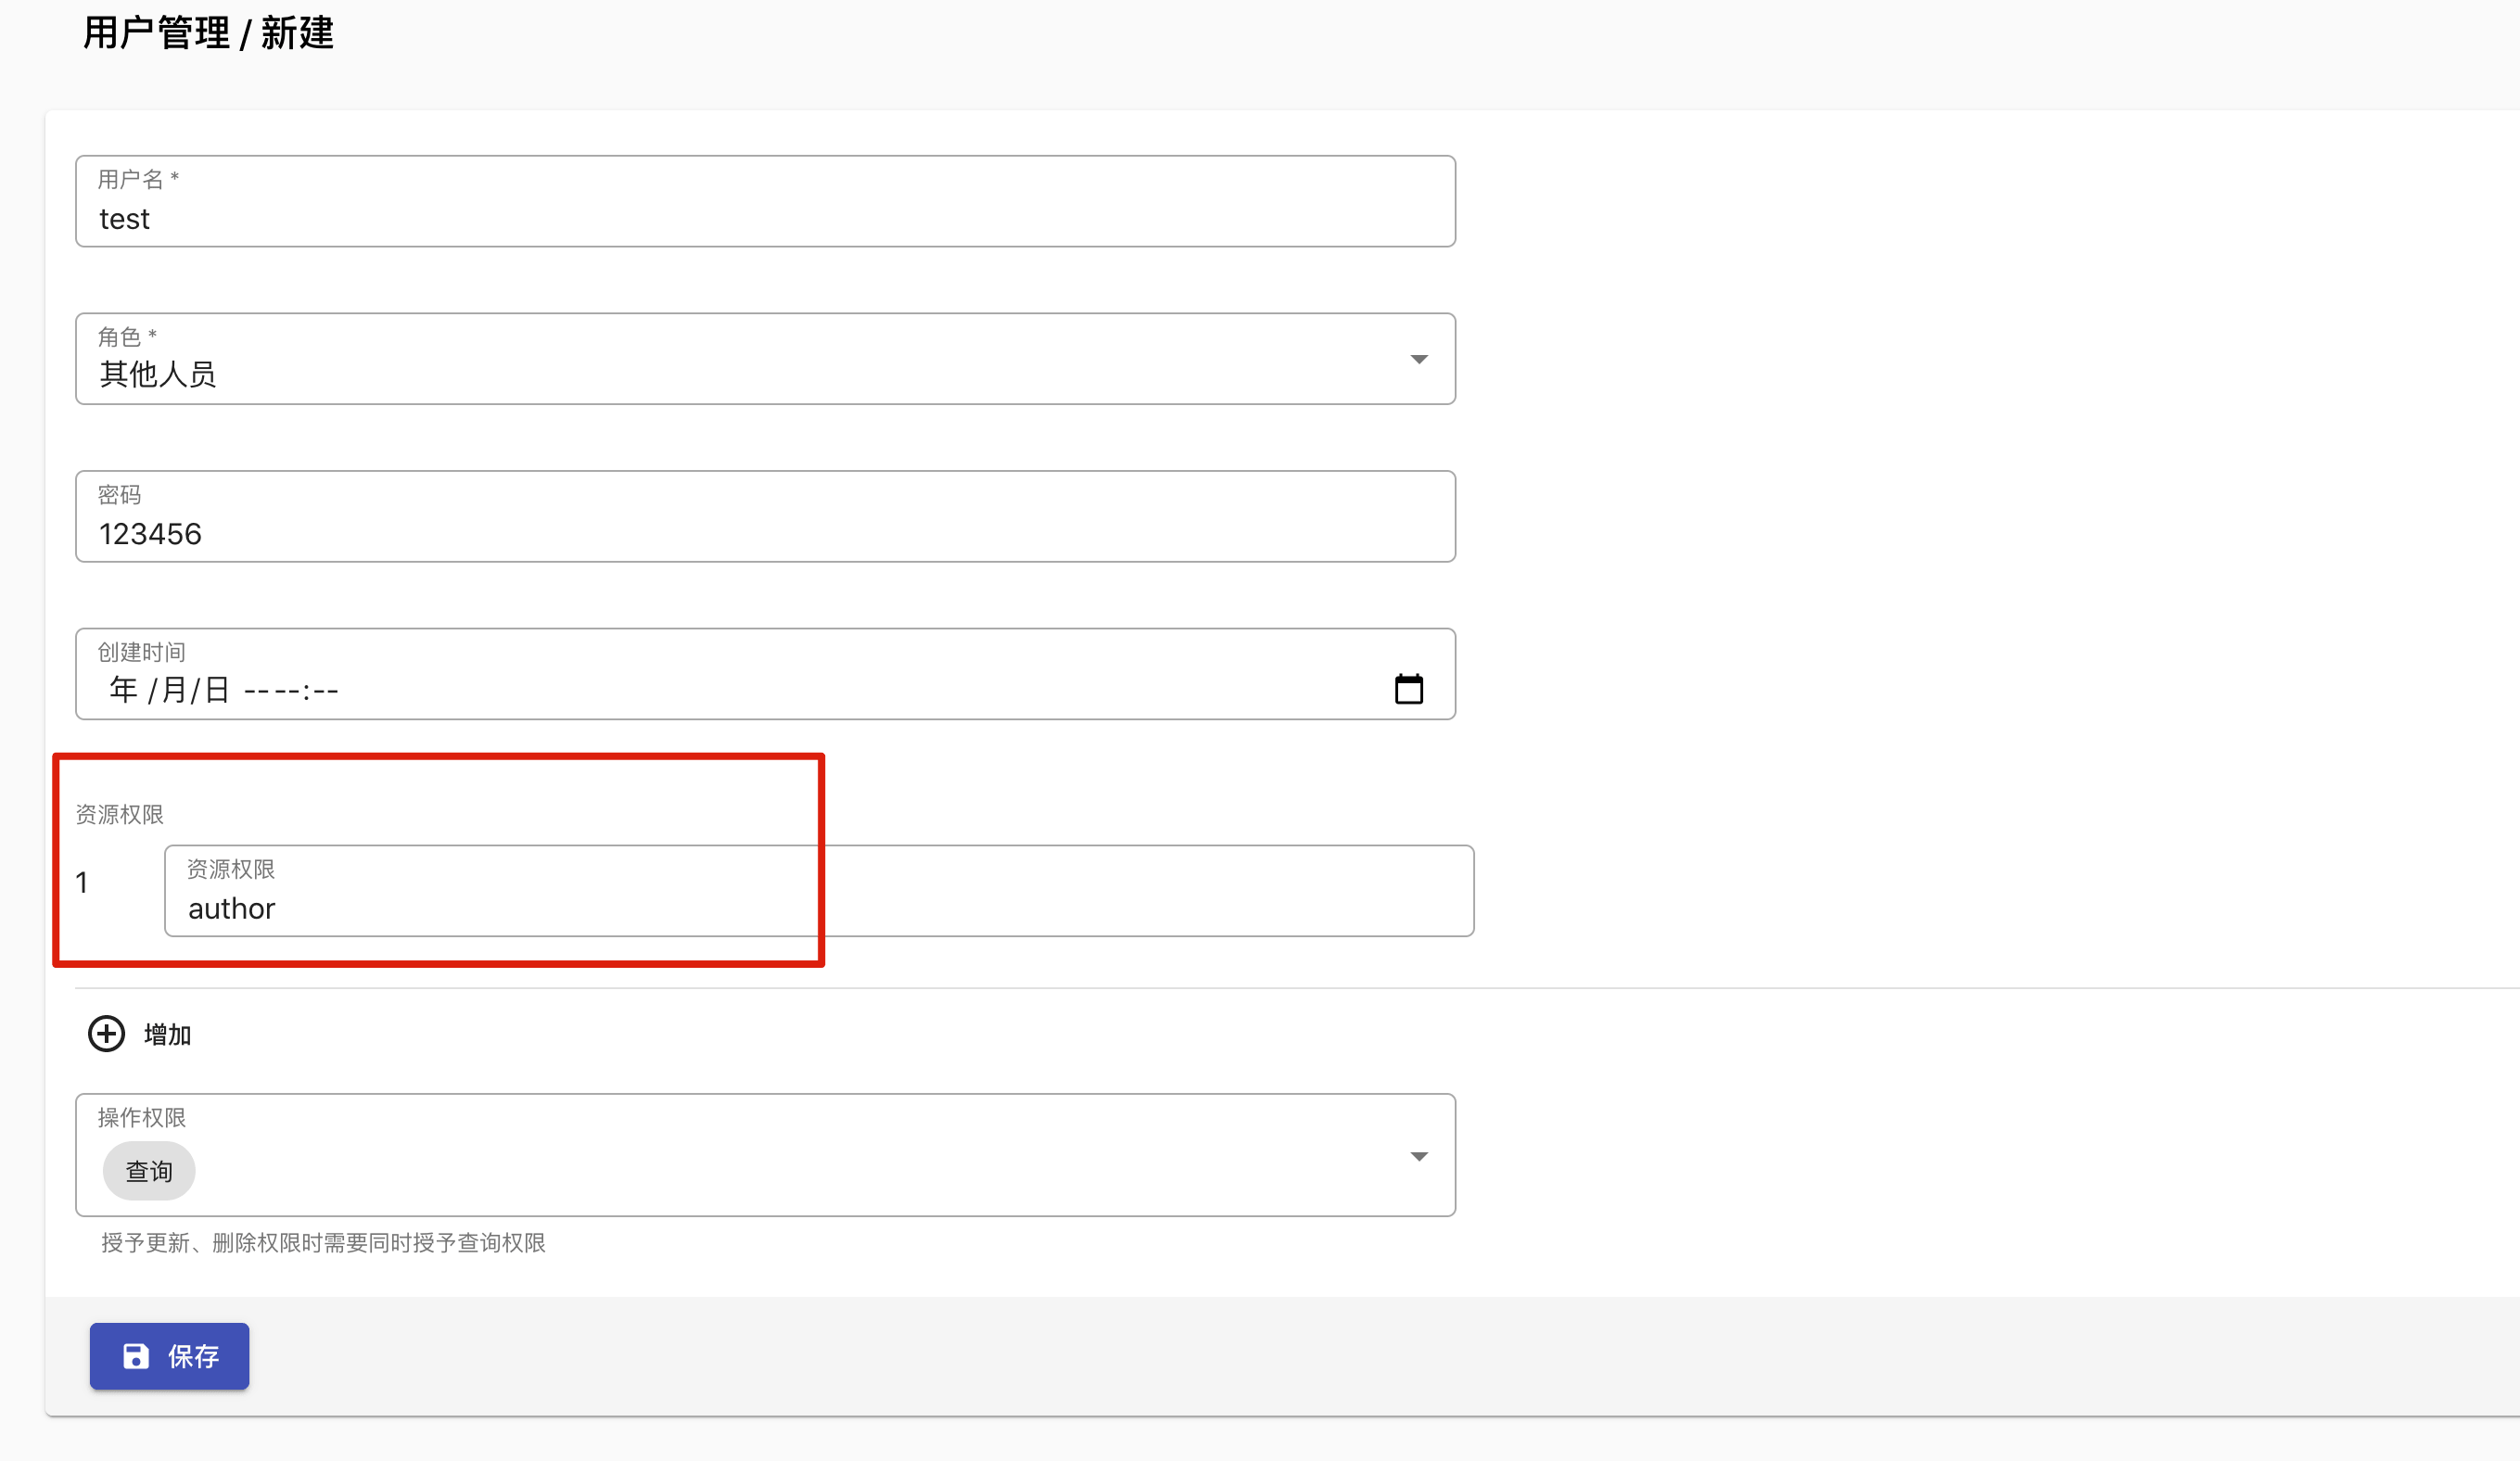 用户管理 / 新建
用户名 *
test
角色 *
其他人员
密码
123456
创建时间
年 /月/日 -- --:--
资源权限
1
资源权限
author
增加
操作权限
查询
授予更新、删除权限时需要同时授予查询权限
保存